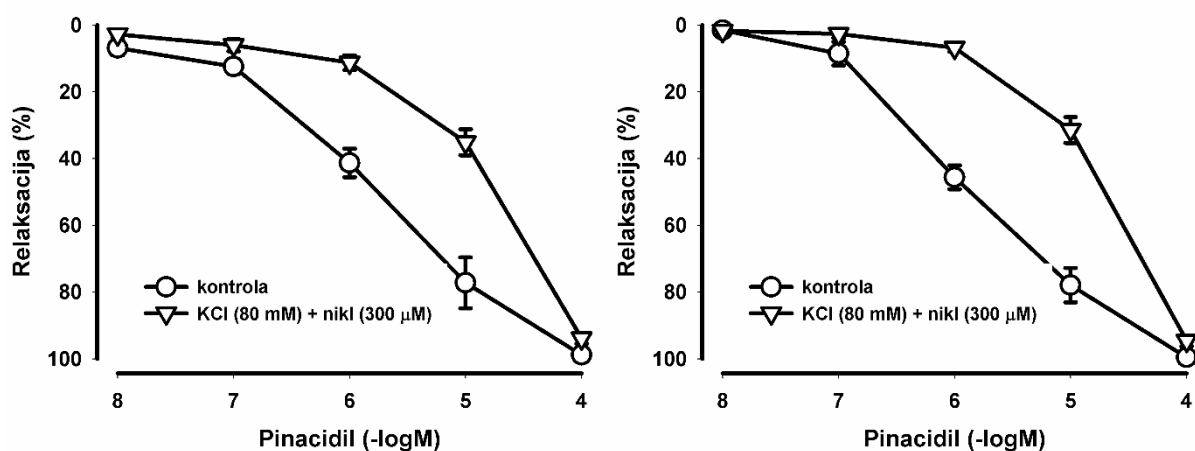 0
20
40
60
80
100
Relaksacija (%)
kontrola
KCl (80 mM) + nikl (300 μM)
8 7 6 5 4
Pinacidil (-logM)
0
20
40
60
80
100
Relaksacija (%)
kontrola
KCl (80 mM) + nikl (300 μM)
8 7 6 5 4
Pinacidil (-logM)